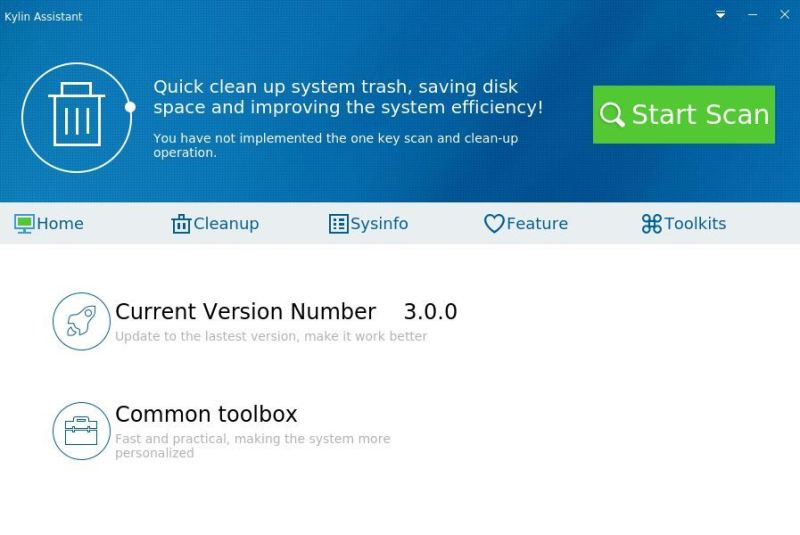 Kylin Assistant
Quick clean up system trash, saving disk
space and improving the system efficiency!
You have not implemented the one key scan and clean-up
operation.
Start Scan
Home
Cleanup
Sysinfo
Feature
Toolkits
Current Version Number 3.0.0
Update to the lastest version, make it work better
Common toolbox
Fast and practical, making the system more
personalized